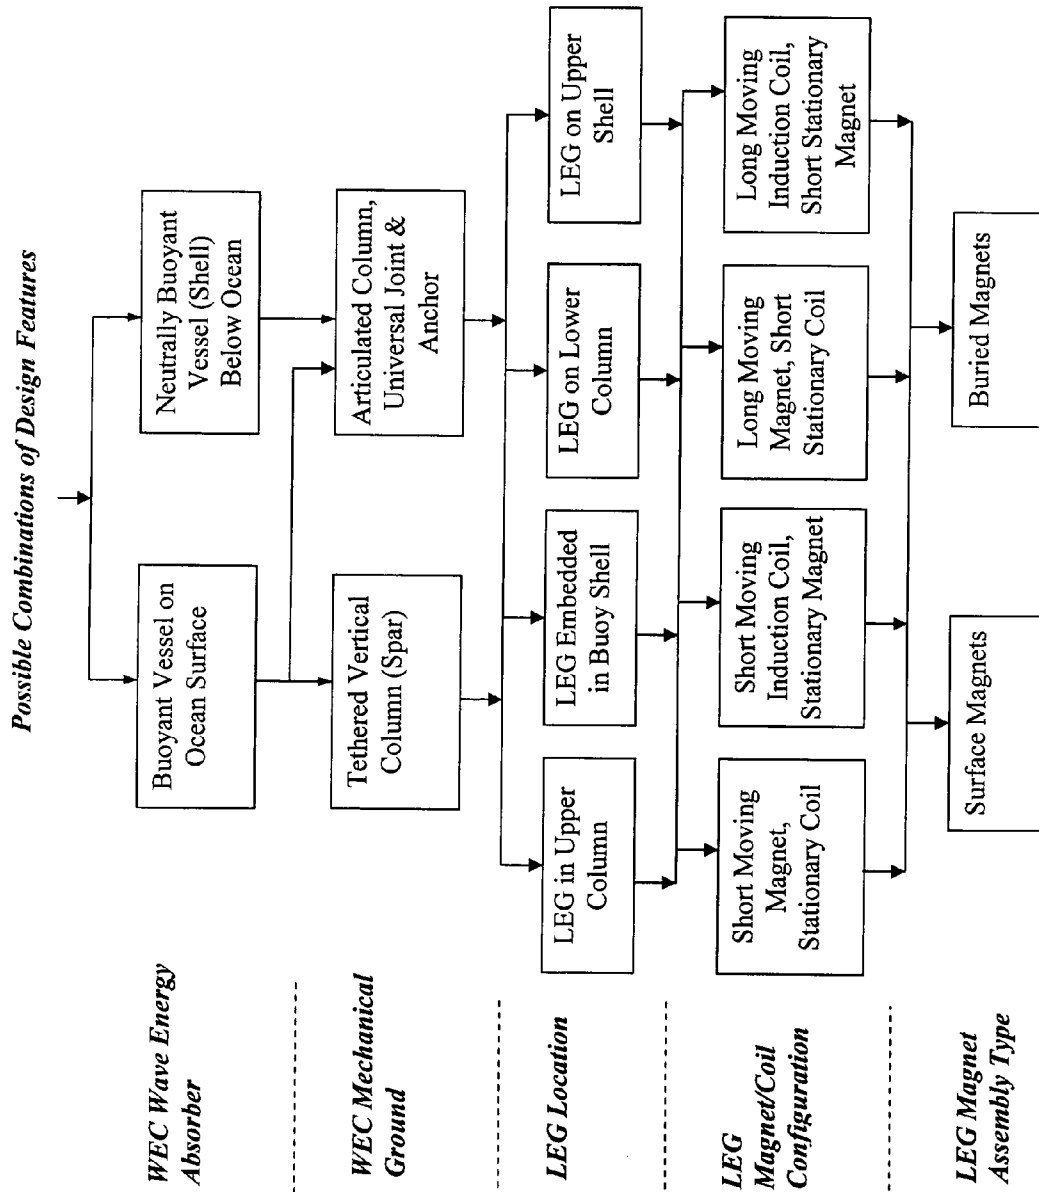 Possible Combinations of Design Features
WEC Wave Energy
Absorber
Buoyant Vessel on
Ocean Surface
Neutrally Buoyant
Vessel (Shell)
Below Ocean
WEC Mechanical
Ground
Tethered Vertical
Column (Spar)
Articulated Column,
Universal Joint &
Anchor
LEG Location
LEG in Upper
Column
LEG Embedded
in Buoy Shell
LEG on Lower
Column
LEG on Upper
Shell
LEG
Magnet/Coil
Configuration
Short Moving
Magnet,
Stationary Coil
Short Moving
Induction Coil,
Stationary Magnet
Long Moving
Magnet, Short
Stationary Coil
Long Moving
Induction Coil,
Short Stationary
Magnet
LEG Magnet
Assembly Type
Surface Magnets
Buried Magnets